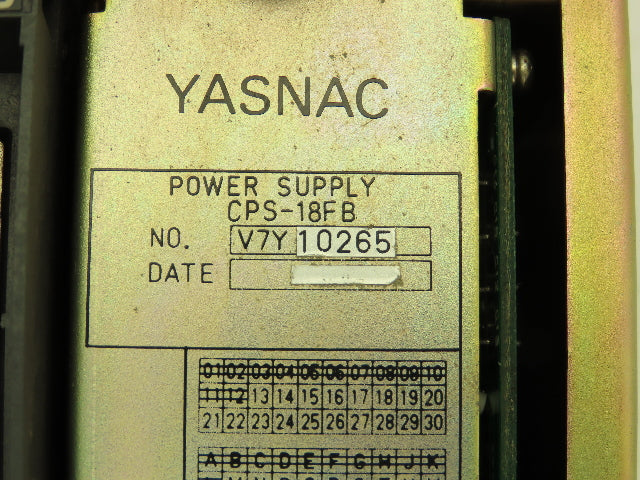 YASNAC
POWER SUPPLY
CPS-18FB
NO. V7Y 10265
DATE
01 02 03 04 05 06 07 08 09 10
11 12 13 14 15 16 17 18 19 20
21 22 23 24 25 26 27 28 29 30
A B C D E F G H J K